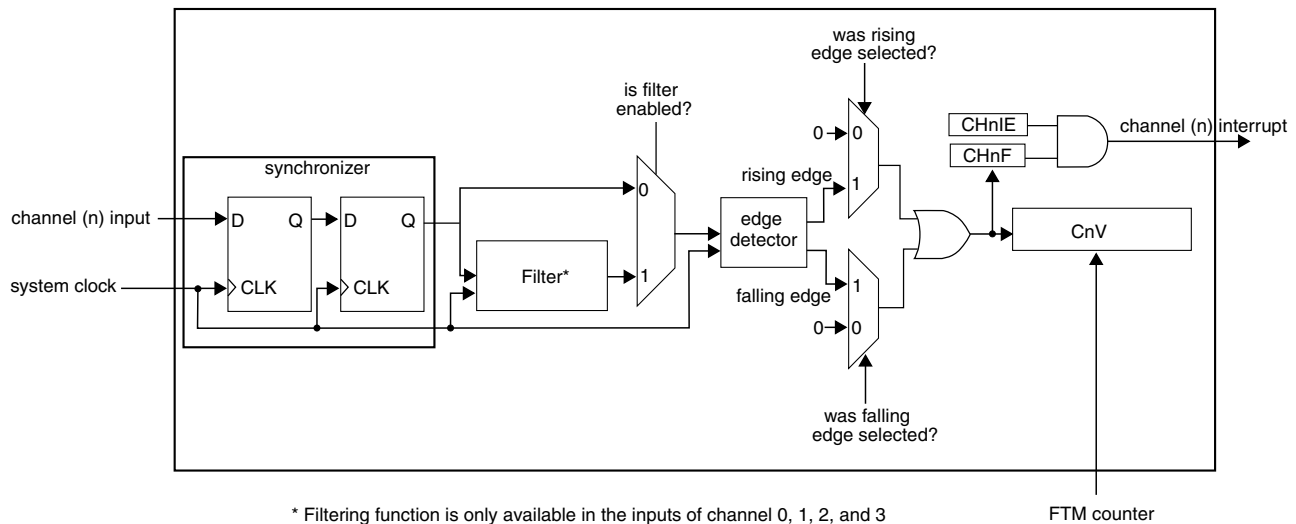 was rising
edge selected?
is filter
enabled?
0
0
CHnIE
channel (n) interrupt
CHnF
synchronizer
rising edge
1
0
channel (n) input
D
Q
D
Q
edge
detector
CnV
Filter*
1
system clock
CLK
CLK
falling edge
1
0
0
was falling
edge selected?
* Filtering function is only available in the inputs of channel 0, 1, 2, and 3
FTM counter